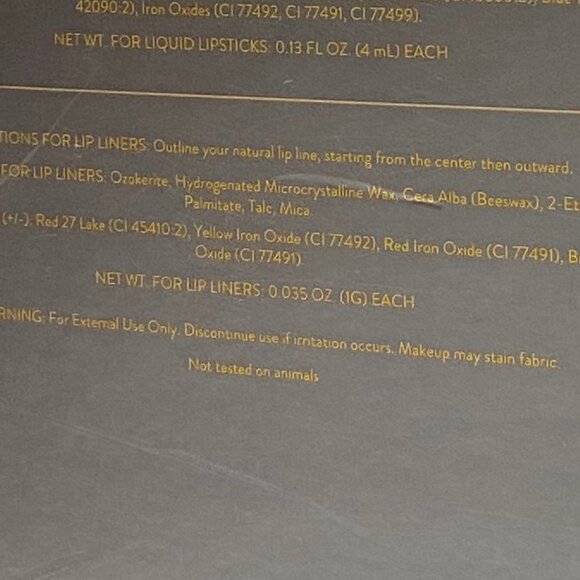 42090:2), Iron Oxides (CI 77492, CI 77491, CI 77499).
NET WT. FOR LIQUID LIPSTICKS: 0.13 FL OZ. (4 mL) EACH
TIONS FOR LIP LINERS: Outline your natural lip line, starting from the center then outward.
FOR LIP LINERS: Ozokerite, Hydrogenated Microcrystalline Wax, Cera Alba (Beeswax), 2-Et
Palmitate, Talc, Mica.
(+/-): Red 27 Lake (CI 45410:2), Yellow Iron Oxide (CI 77492), Red Iron Oxide (CI 77491), B
Oxide (CI 77491).
NET WT. FOR LIP LINERS: 0.035 OZ. (1G) EACH
RNING: For External Use Only. Discontinue use if irritation occurs. Makeup may stain fabric.
Not tested on animals